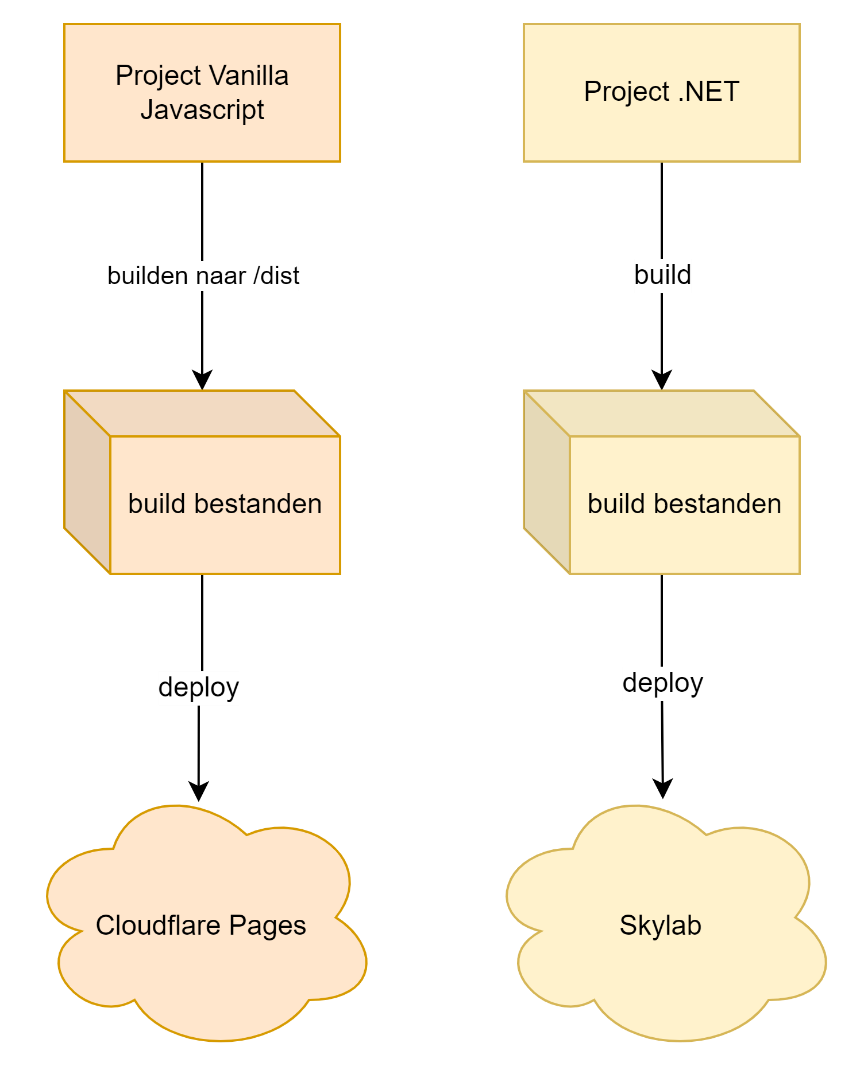 Project Vanilla
Javascript
Project .NET
builden naar /dist
build
build bestanden
build bestanden
deploy
deploy
Cloudflare Pages
Skylab